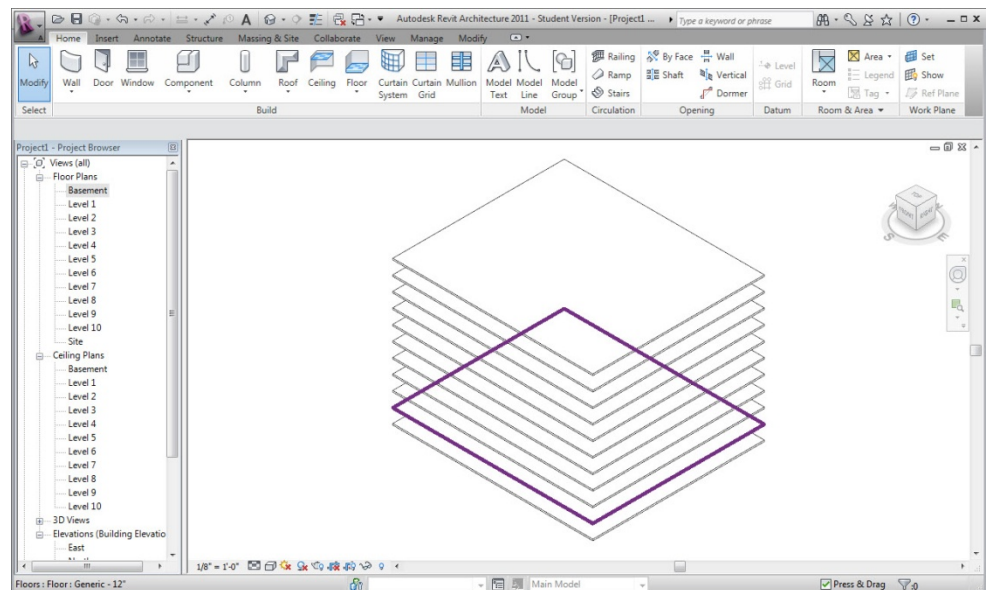 Autodesk Revit Architecture 2011 - Student Version - [Project1 ... Type a keyword or phrase
Home Insert Annotate Structure Massing & Site Collaborate View Manage Modify
Modify Wall Door Window Component Column Roof Ceiling Floor Curtain System Curtain Grid Mullion Model Text Model Line Model Group
Railing By Face Wall Level Room Area Set
Ramp Shaft Vertical Grid Legend Show
Stairs Dormer Tag Ref Plane
Select Build Model Circulation Opening Datum Room & Area Work Plane
Project1 - Project Browser
Views (all)
Floor Plans
Basement
Level 1
Level 2
Level 3
Level 4
Level 5
Level 6
Level 7
Level 8
Level 9
Level 10
Site
Ceiling Plans
Basement
Level 1
Level 2
Level 3
Level 4
Level 5
Level 6
Level 7
Level 8
Level 9
Level 10
3D Views
Elevations (Building Elevatio
East
TOP
FRONT
S E
1/8" = 1'-0"
Floors : Floor : Generic - 12" Main Model Press & Drag :0